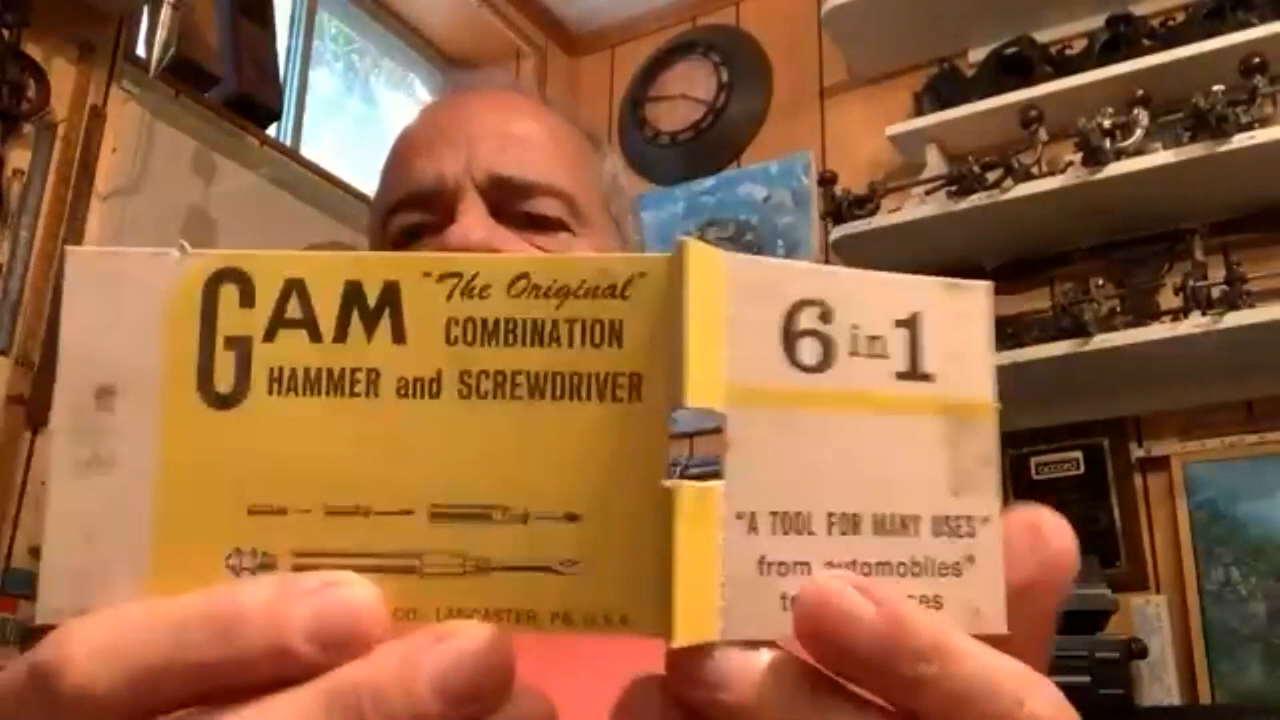 GAM "The Original"
COMBINATION
HAMMER and SCREWDRIVER
CO., LANCASTER, PA. U.S.A.
6 in 1
"A TOOL FOR MANY USES"
from automobiles*
accord